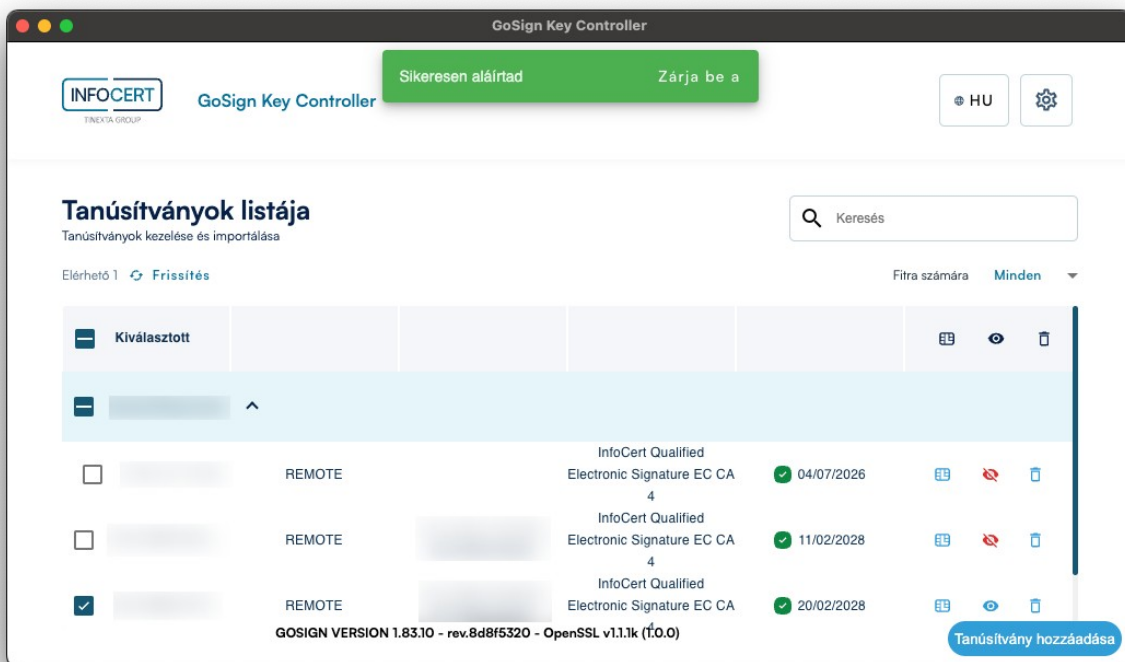 GoSign Key Controller
Sikeresen aláírtad Zárja be a
INFOCERT
TINEXTA GROUP
GoSign Key Controller
HU
Tanúsítványok listája
Tanúsítványok kezelése és importálása
Keresés
Elérhető 1 Frissítés
Fitra számára Minden
Kiválasztott
REMOTE
InfoCert Qualified
Electronic Signature EC CA
4
04/07/2026
REMOTE
InfoCert Qualified
Electronic Signature EC CA
4
11/02/2028
REMOTE
InfoCert Qualified
Electronic Signature EC CA
4
20/02/2028
GOSIGN VERSION 1.83.10 - rev.8d8f5320 - OpenSSL v1.1.1k (1.0.0)
Tanúsítvány hozzáadása